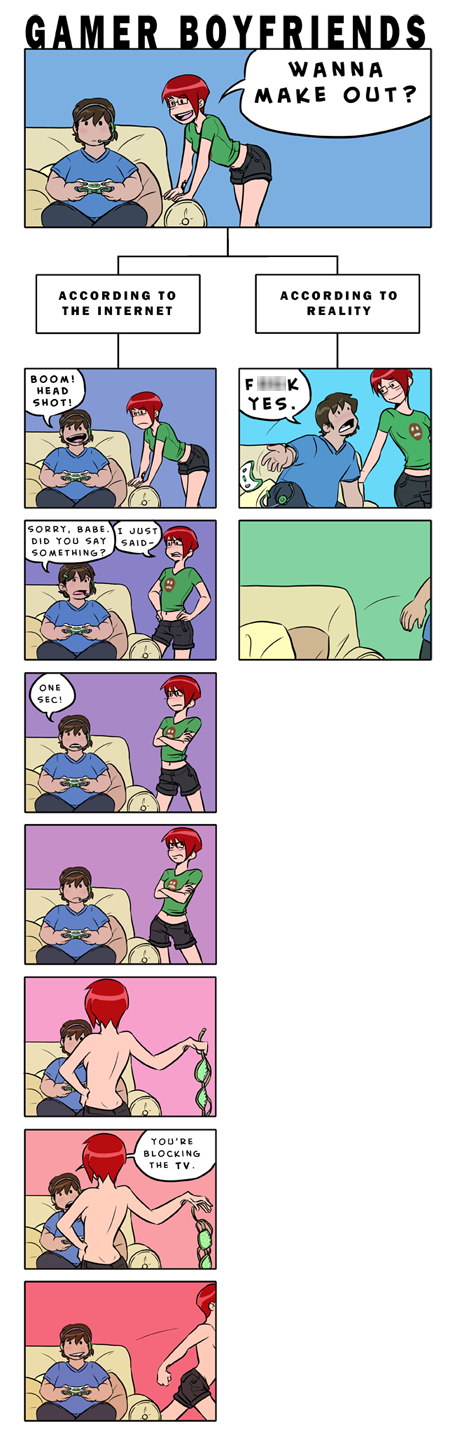 GAMER BOYFRIENDS
WANNA
MAKE OUT?
ACCORDING TO
THE INTERNET
ACCORDING TO
REALITY
BOOM!
HEAD
SHOT!
SORRY, BABE.
DID YOU SAY
SOMETHING?
I JUST
SAID-
ONE
SEC!
YOU'RE
BLOCKING
THE TV.
F K
YES.